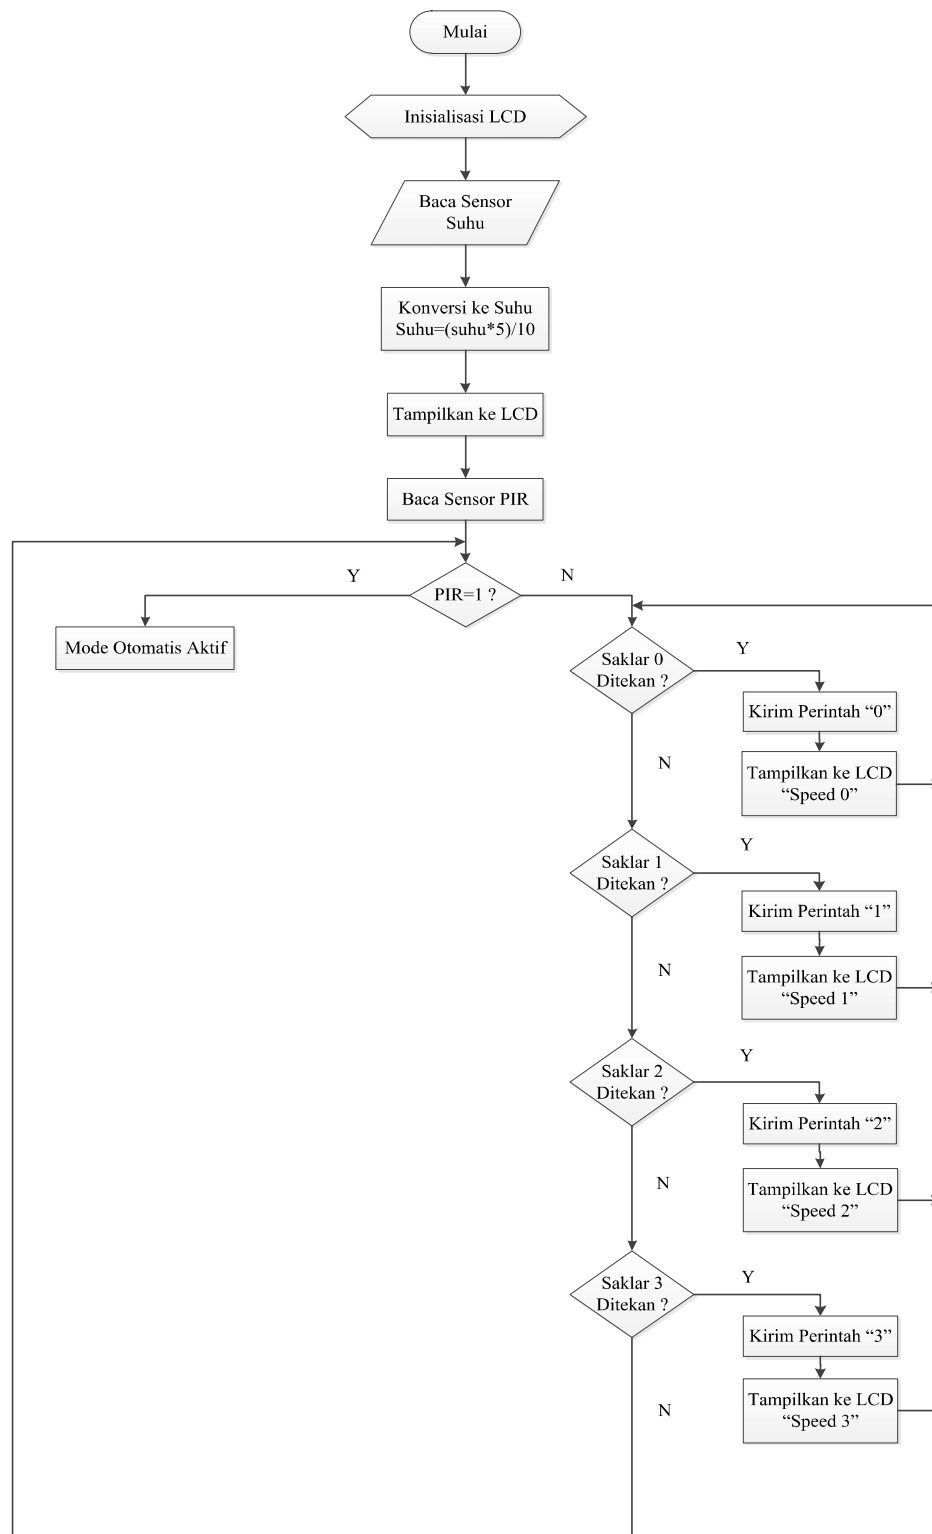 Mulai
Inisialisasi LCD
Baca Sensor
Suhu
Konversi ke Suhu
Suhu=(suhu*5)/10
Tampilkan ke LCD
Baca Sensor PIR
Y
PIR=1 ?
N
Mode Otomatis Aktif
Saklar 0
Ditekan ?
Y
Kirim Perintah “0”
Tampilkan ke LCD
“Speed 0”
N
Saklar 1
Ditekan ?
Y
Kirim Perintah “1”
Tampilkan ke LCD
“Speed 1”
N
Saklar 2
Ditekan ?
Y
Kirim Perintah “2”
Tampilkan ke LCD
“Speed 2”
N
Saklar 3
Ditekan ?
Y
Kirim Perintah “3”
Tampilkan ke LCD
“Speed 3”
N